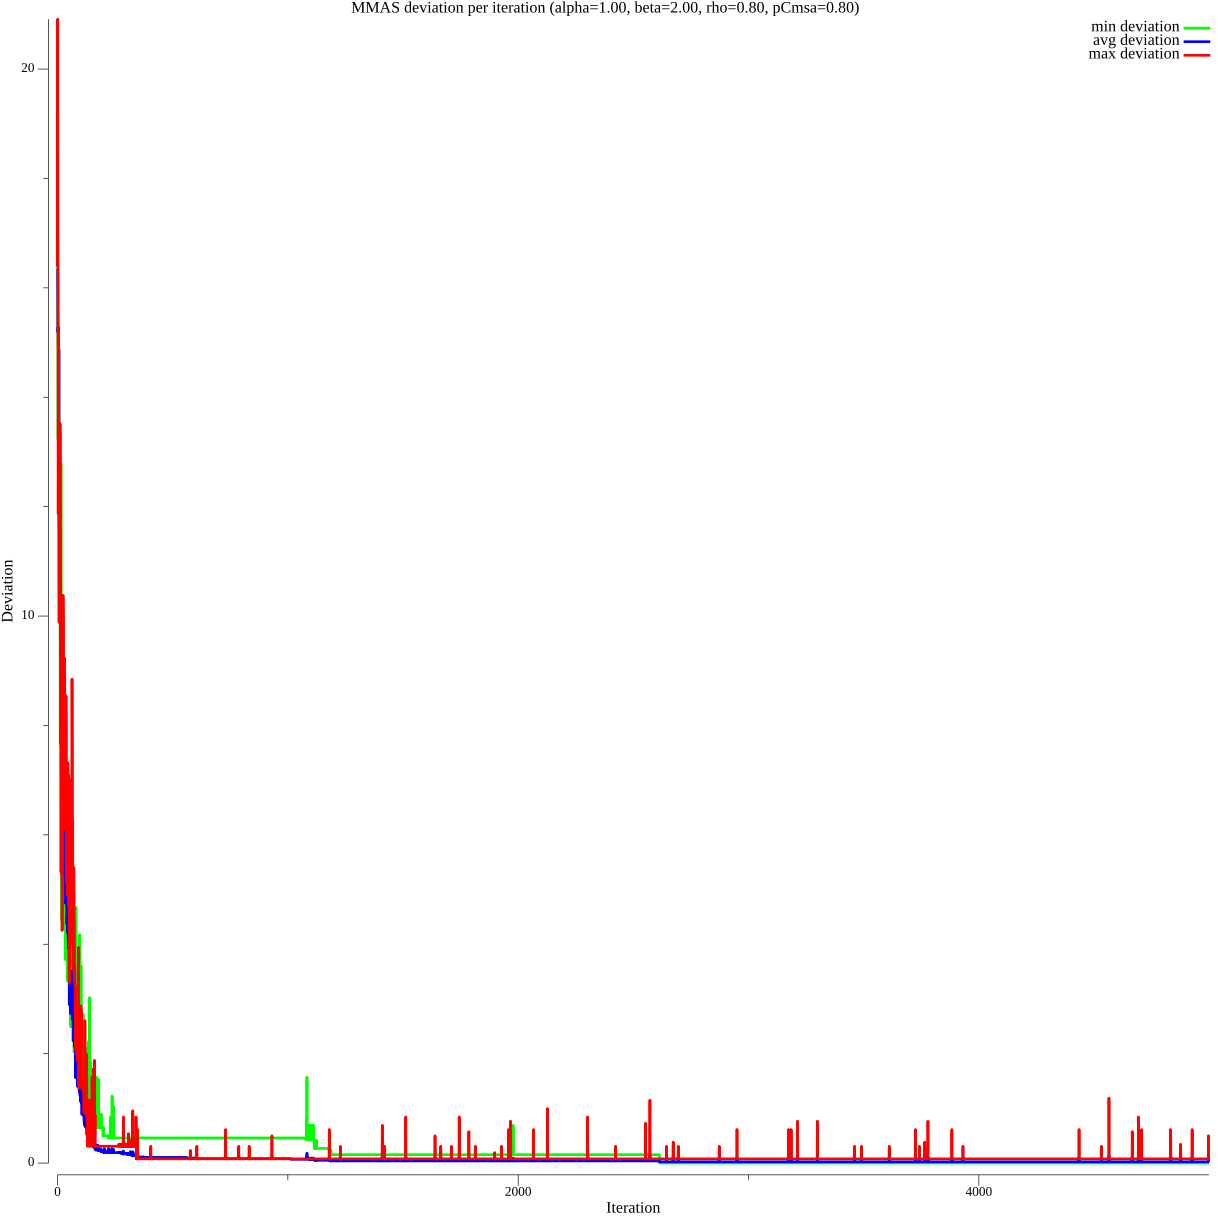 MMAS deviation per iteration (alpha=1.00, beta=2.00, rho=0.80, pCmsa=0.80)
min deviation
avg deviation
max deviation
20
10
0
Deviation
0
2000
4000
Iteration